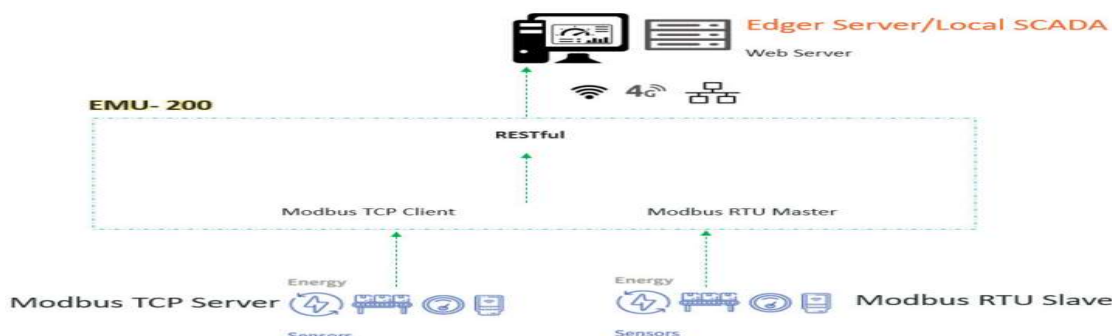 Edger Server/Local SCADA
Web Server
4G
EMU- 200
RESTful
Modbus TCP Client
Modbus RTU Master
Energy
Energy
Modbus TCP Server
Modbus RTU Slave
Sensors
Sensors